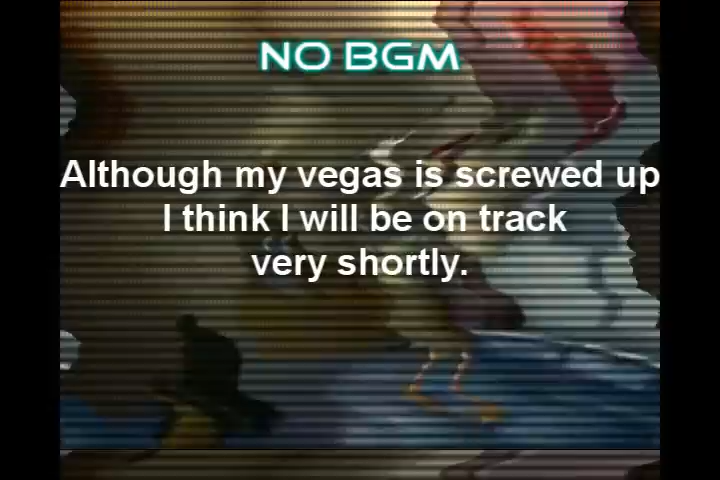 NO BGM
Although my vegas is screwed up
I think I will be on track
very shortly.